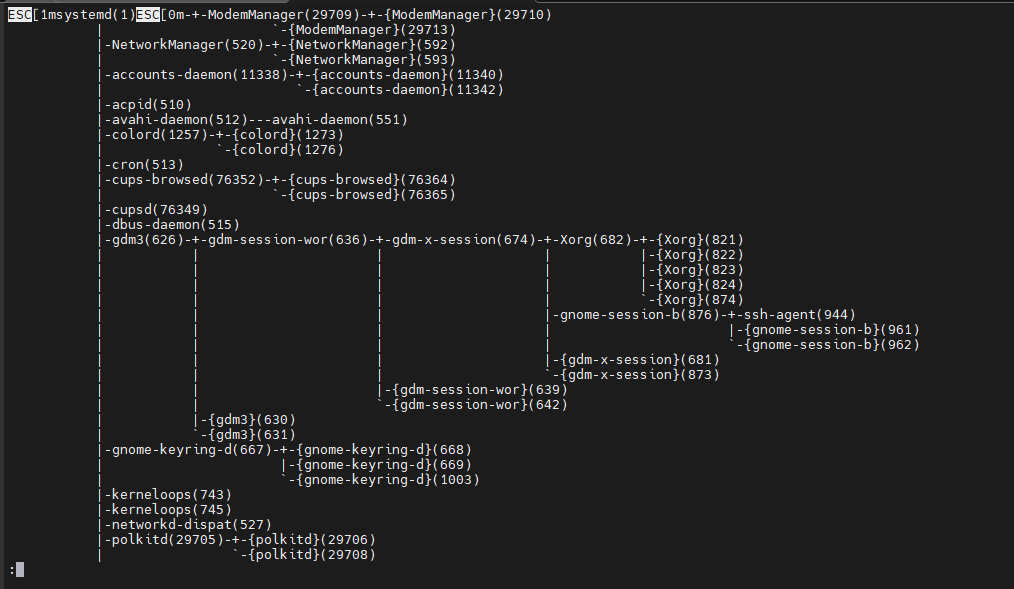 ESC[1msystemd(1)ESC[0m-+-ModemManager(29709)-+-{ModemManager}(29710)
           |                     `-{ModemManager}(29713)
           |-NetworkManager(520)-+-{NetworkManager}(592)
           |                     `-{NetworkManager}(593)
           |-accounts-daemon(11338)-+-{accounts-daemon}(11340)
           |                        `-{accounts-daemon}(11342)
           |-acpid(510)
           |-avahi-daemon(512)---avahi-daemon(551)
           |-colord(1257)-+-{colord}(1273)
           |              `-{colord}(1276)
           |-cron(513)
           |-cups-browsed(76352)-+-{cups-browsed}(76364)
           |                     `-{cups-browsed}(76365)
           |-cupsd(76349)
           |-dbus-daemon(515)
           |-gdm3(626)-+-gdm-session-wor(636)-+-gdm-x-session(674)-+-Xorg(682)-+-{Xorg}(821)
           |           |                      |                    |           |-{Xorg}(822)
           |           |                      |                    |           |-{Xorg}(823)
           |           |                      |                    |           |-{Xorg}(824)
           |           |                      |                    |           `-{Xorg}(874)
           |           |                      |                    |-gnome-session-b(876)-+-ssh-agent(944)
           |           |                      |                    |                      |-{gnome-session-b}(961)
           |           |                      |                    |                      `-{gnome-session-b}(962)
           |           |                      |                    |-{gdm-x-session}(681)
           |           |                      |                    `-{gdm-x-session}(873)
           |           |                      |-{gdm-session-wor}(639)
           |           |                      `-{gdm-session-wor}(642)
           |           |-{gdm3}(630)
           |           `-{gdm3}(631)
           |-gnome-keyring-d(667)-+-{gnome-keyring-d}(668)
           |                      |-{gnome-keyring-d}(669)
           |                      `-{gnome-keyring-d}(1003)
           |-kerneloops(743)
           |-kerneloops(745)
           |-networkd-dispat(527)
           |-polkitd(29705)-+-{polkitd}(29706)
           |                `-{polkitd}(29708)
: